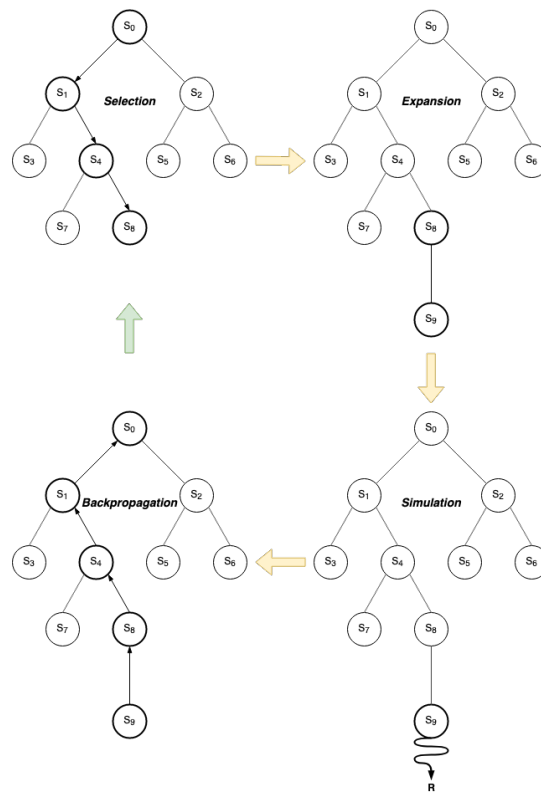 S0
S0
S1
Selection
S2
S1
Expansion
S2
S3
S4
S5
S6
S3
S4
S5
S6
S7
S8
S7
S8
S9
S0
S0
S1
Backpropagation
S2
S1
Simulation
S2
S3
S4
S5
S6
S3
S4
S5
S6
S7
S8
S7
S8
S9
S9
R